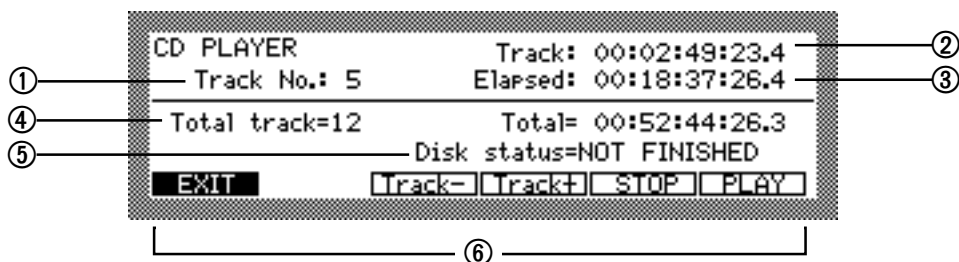 CD PLAYER Track: 00:02:49:23.4 ②
① Track No.: 5 Elapsed: 00:18:37:26.4 ③
④ Total track=12 Total= 00:52:44:26.3
⑤ Disk status=NOT FINISHED
EXIT Track- Track+ STOP PLAY
⑥